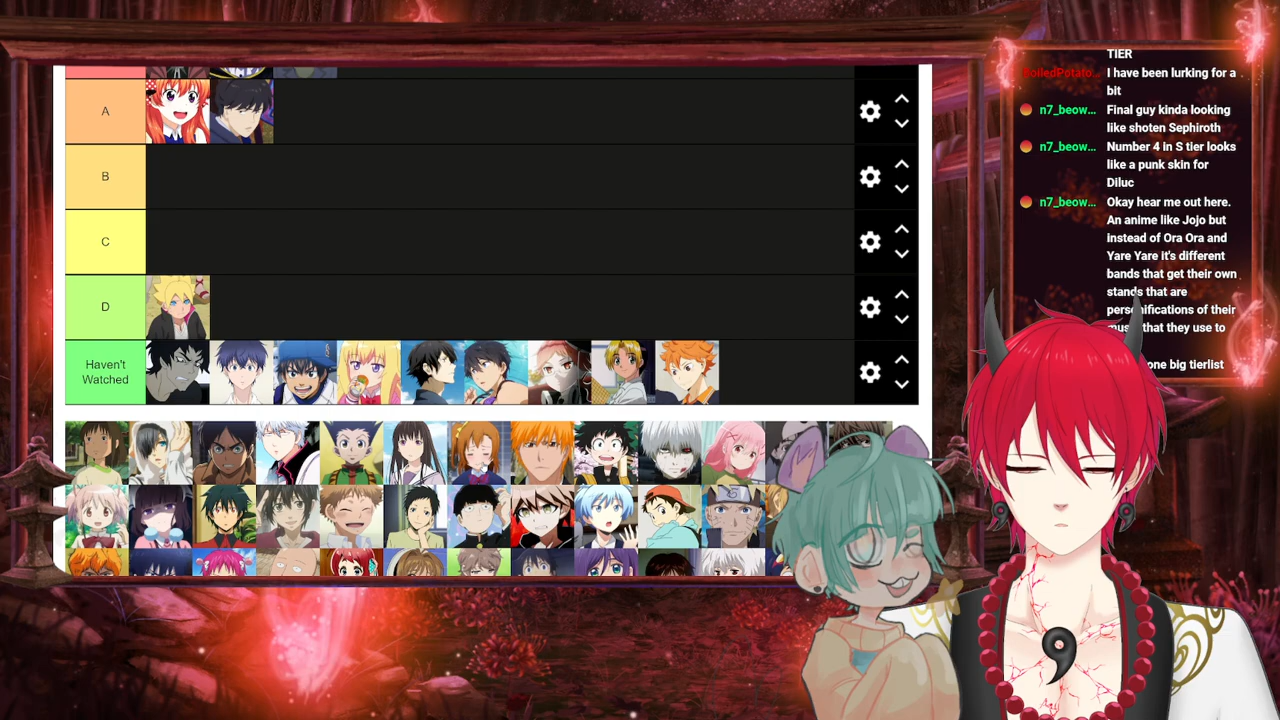 A
B
C
D
Haven't
Watched
TIER
I have been lurking for a
bit
n7_beow... Final guy kinda looking
like shoten Sephiroth
n7_beow... Number 4 in S tier looks
like a punk skin for
Diluc
n7_beow... Okay hear me out here.
An anime like Jojo but
instead of Ora Ora and
Yare Yare it's different
bands that get their own
stands that are
personifications of their
that they use to
one big tierlist